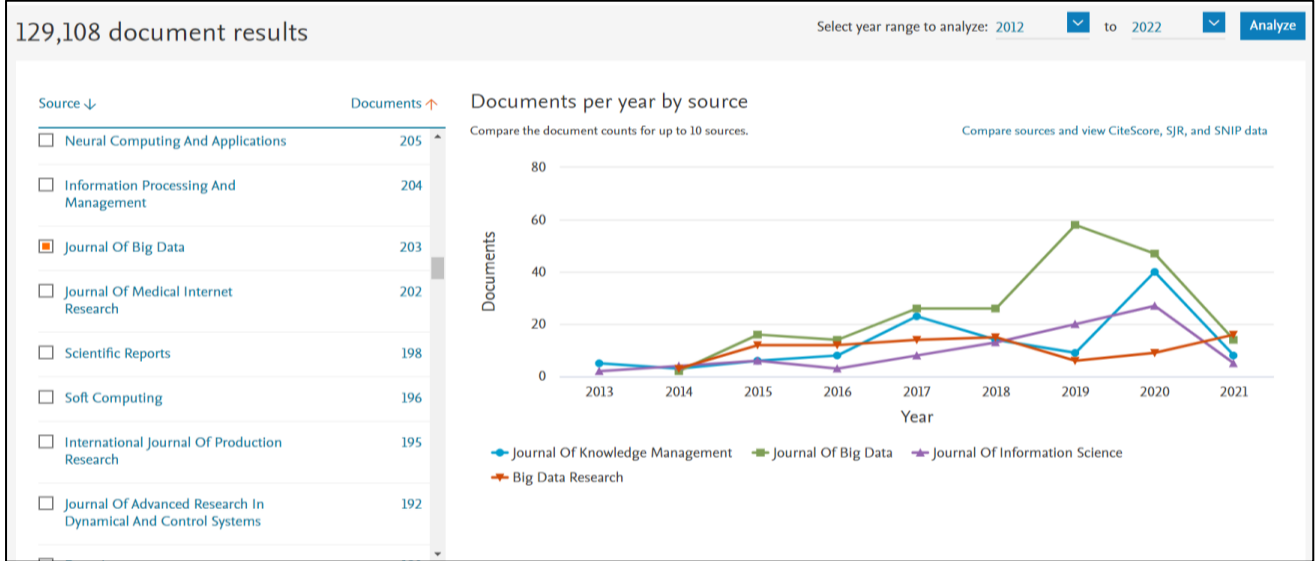 129,108 document results
Select year range to analyze: 2012 to 2022 Analyze
Source ↓ Documents ↑
Neural Computing And Applications 205
Information Processing And
Management 204
Journal Of Big Data 203
Journal Of Medical Internet
Research 202
Scientific Reports 198
Soft Computing 196
International Journal Of Production
Research 195
Journal Of Advanced Research In
Dynamical And Control Systems 192
Documents per year by source
Compare the document counts for up to 10 sources.
Compare sources and view CiteScore, SJR, and SNIP data
80
60
40
20
0
Documents
2013 2014 2015 2016 2017 2018 2019 2020 2021
Year
Journal Of Knowledge Management Journal Of Big Data Journal Of Information Science
Big Data Research